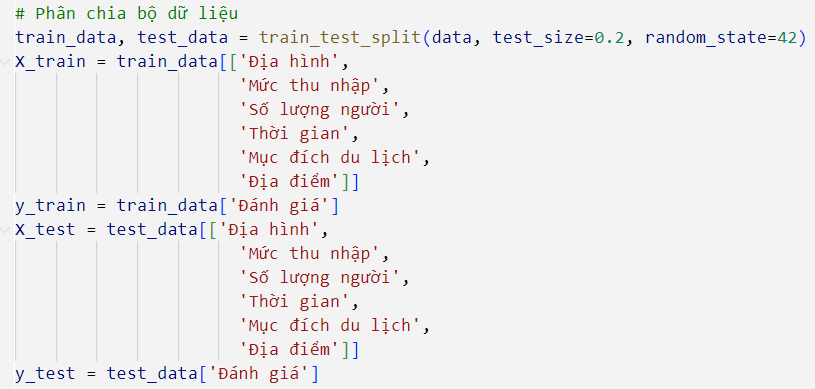 # Phân chia bộ dữ liệu
train_data, test_data = train_test_split(data, test_size=0.2, random_state=42)
X_train = train_data[['Địa hình',
'Mức thu nhập',
'Số lượng người',
'Thời gian',
'Mục đích du lịch',
'Địa điểm']]
y_train = train_data['Đánh giá']
X_test = test_data[['Địa hình',
'Mức thu nhập',
'Số lượng người',
'Thời gian',
'Mục đích du lịch',
'Địa điểm']]
y_test = test_data['Đánh giá']